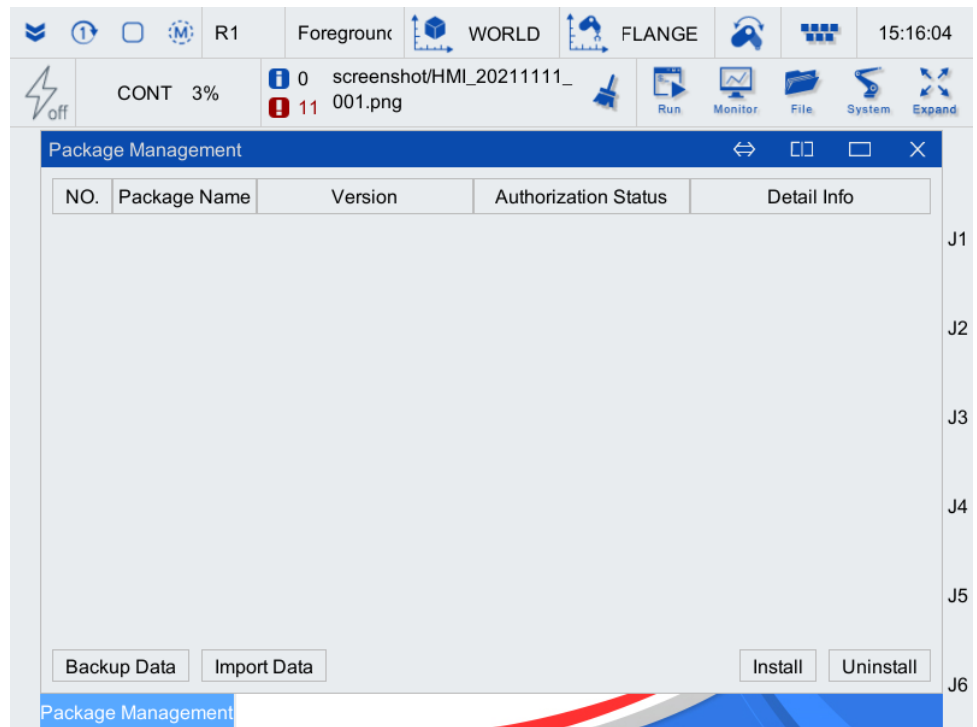 1 M R1 Foregrounc WORLD FLANGE 15:16:04
off CONT 3% i 0 screenshot/HMI_20211111_
! 11 001.png Run Monitor File System Expand
Package Management
NO. Package Name Version Authorization Status Detail Info
J1
J2
J3
J4
J5
Backup Data Import Data Install Uninstall
J6
Package Management